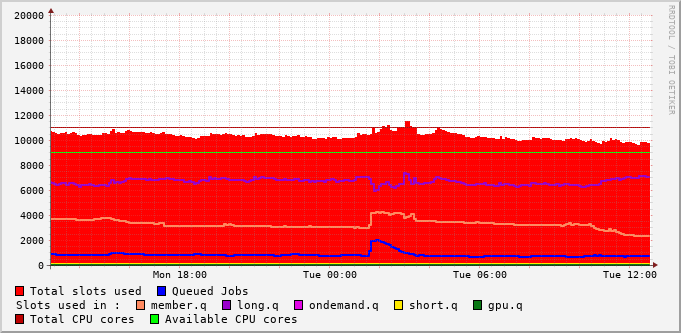 20000
18000
16000
14000
12000
10000
8000
6000
4000
2000
0
Mon 18:00 Tue 00:00 Tue 06:00 Tue 12:00
RRDTOOL / TOBI OETIKER
Total slots used Queued Jobs
Slots used in : member.q long.q ondemand.q short.q gpu.q
Total CPU cores Available CPU cores